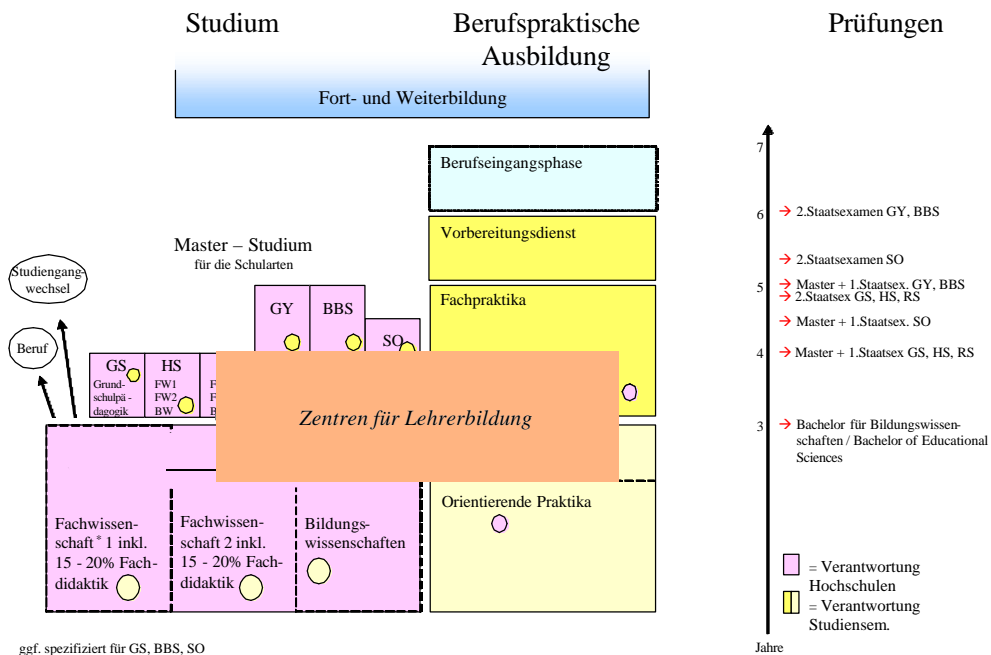 Studium
Berufspraktische
Ausbildung
Prüfungen
Fort- und Weiterbildung
Berufseingangsphase
Vorbereitungsdienst
Master – Studium
für die Schularten
Studiengang-
wechsel
Beruf
GY
BBS
SO
Fachpraktika
GS
Grund-
schulpä -
dagogik
HS
FW1
FW2
BW
F
F
B
Zentren für Lehrerbildung
Fachwissen-
schaft * 1 inkl.
15 - 20% Fach-
didaktik
Fachwissen-
schaft 2 inkl.
15 - 20% Fach-
didaktik
Bildungs-
wissenschaften
Orientierende Praktika
7
6
5
4
3
Jahre
→ 2.Staatsexamen GY, BBS
→ 2.Staatsexamen SO
→ Master + 1.Staatsex. GY, BBS
→ 2.Staatsex GS, HS, RS
→ Master + 1.Staatsex. SO
→ Master + 1.Staatsex GS, HS, RS
→ Bachelor für Bildungswissen-
schaften / Bachelor of Educational
Sciences
= Verantwortung
Hochschulen
= Verantwortung
Studiensem.
ggf. spezifiziert für GS, BBS, SO